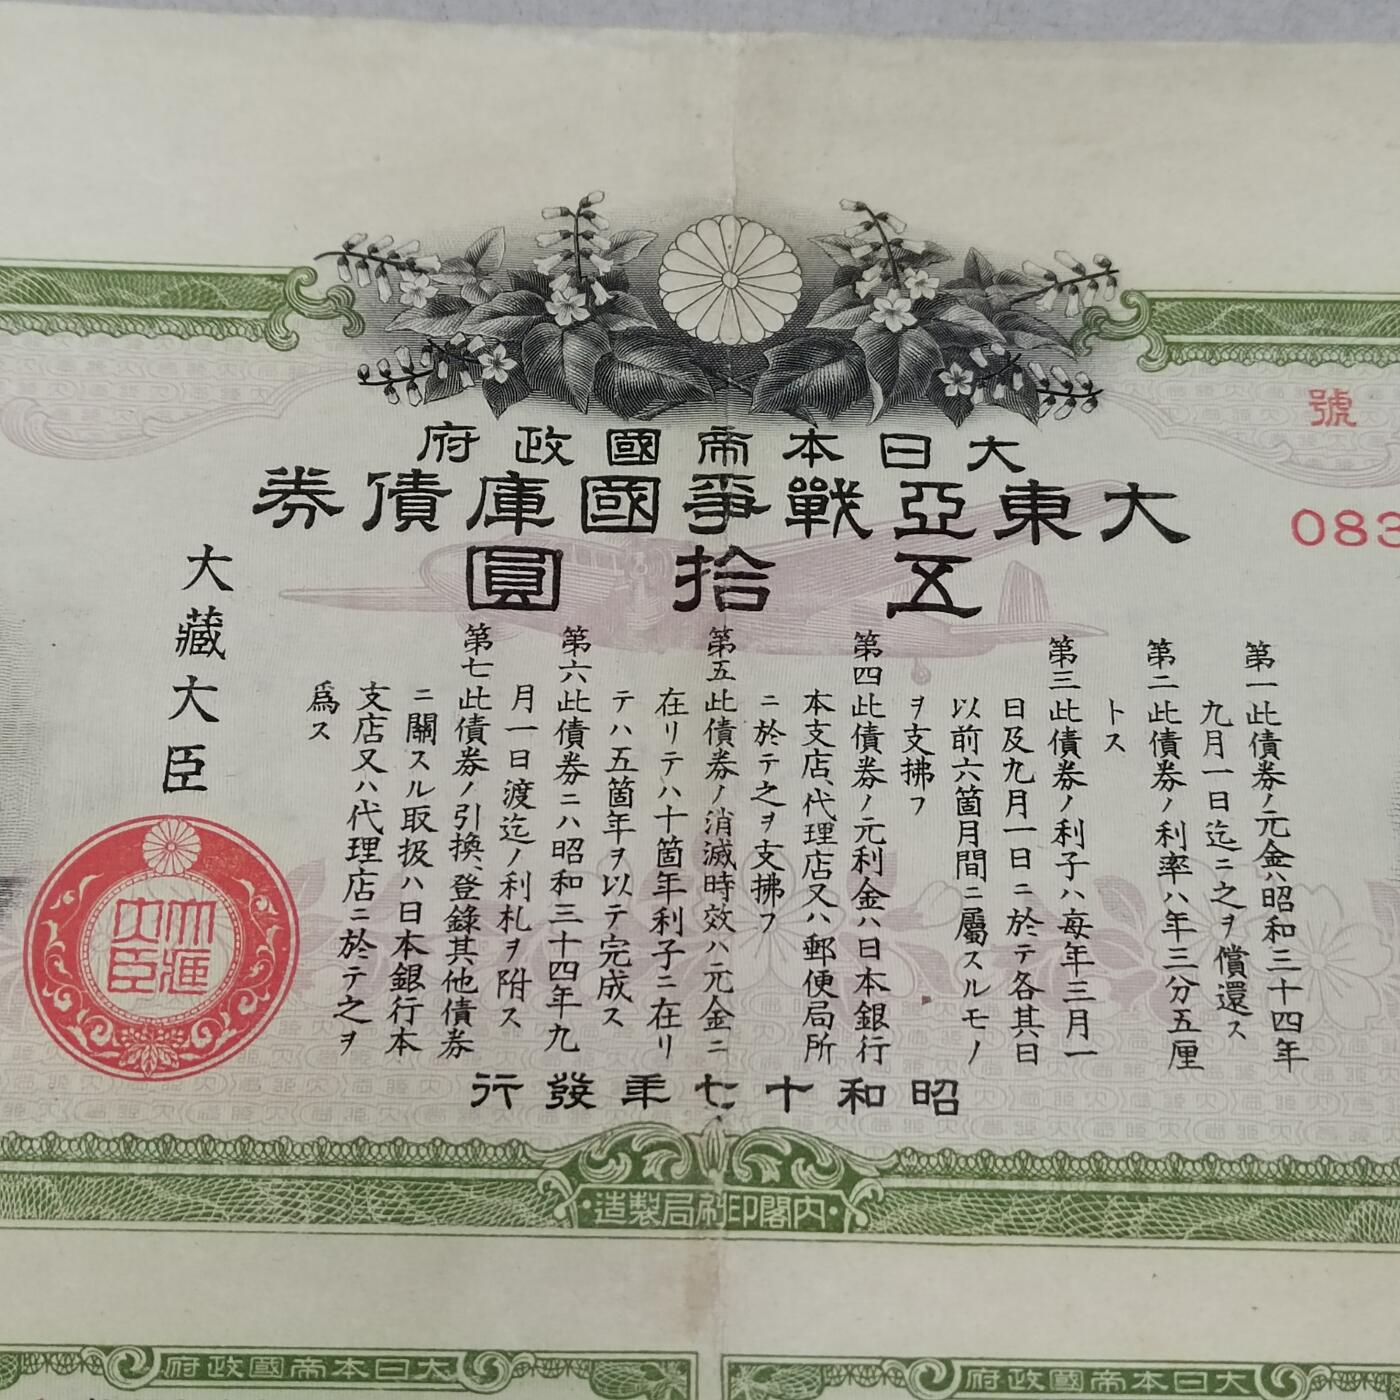 大日本帝國政府
大東亞戰爭國庫債券
五拾圓
號
083
第一此債券ノ元金ハ昭和三十四年
九月一日迄ニ之ヲ償還ス
第二此債券ノ利率ハ年三分五厘
トス
第三此債券ノ利子ハ每年三月一
日及九月一日ニ於テ各其日
以前六箇月間ニ屬スルモノ
ヲ支拂フ
第四此債券ノ元利金ハ日本銀行
本支店、代理店又ハ郵便局所
ニ於テ之ヲ支拂フ
第五此債券ノ消滅時效ハ元金ニ
在リテハ十箇年利子ニ在リ
テハ五箇年ヲ以テ完成ス
第六此債券ニハ昭和三十四年九
月一日渡迄ノ利札ヲ附ス
第七此債券ノ引換、登錄其他債券
ニ關スル取扱ハ日本銀行本
支店又ハ代理店ニ於テ之ヲ
爲ス
大藏大臣
大藏大臣
昭和十七年發行
內閣印刷局製造
大日本帝國政府
大日本帝國政府